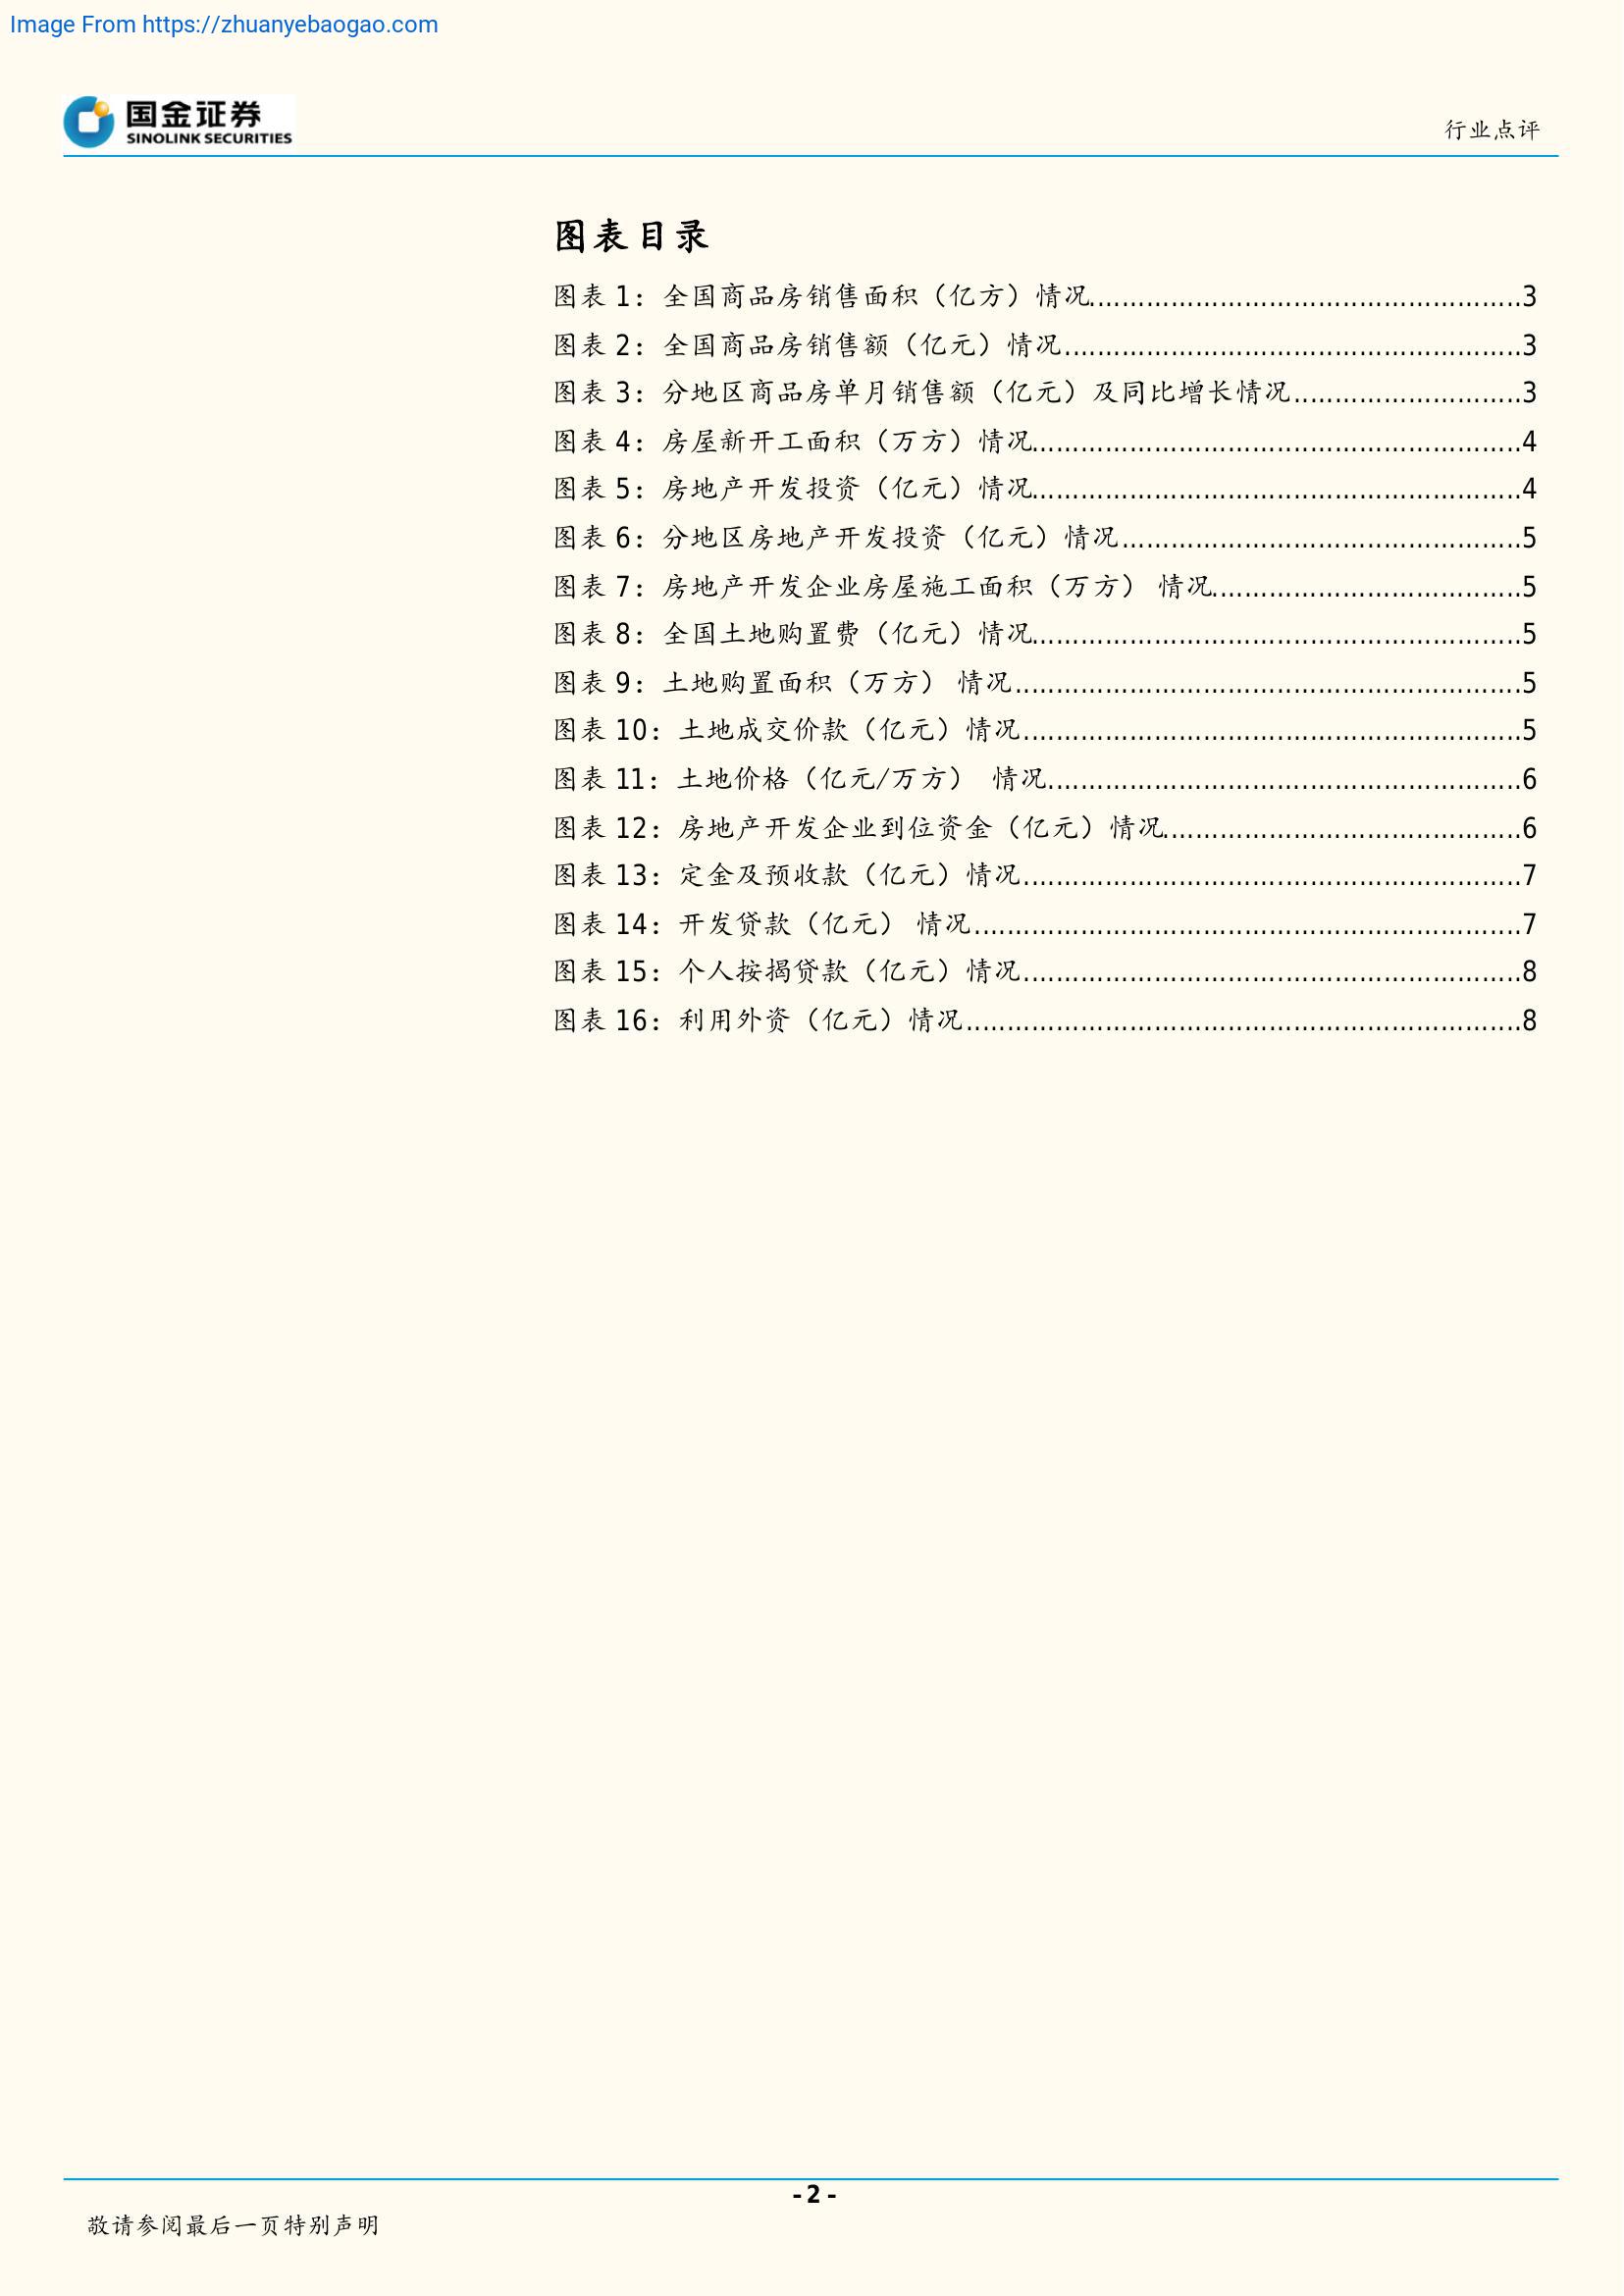 Image From https://zhuanyebaogao.com
国金证券
SINOLINK SECURITIES
行业点评
图表目录
图表 1：全国商品房销售面积（亿方）情况........................................................3
图表 2：全国商品房销售额（亿元）情况........................................................3
图表 3：分地区商品房单月销售额（亿元）及同比增长情况............................3
图表 4：房屋新开工面积（万方）情况............................................................4
图表 5：房地产开发投资（亿元）情况............................................................4
图表 6：分地区房地产开发投资（亿元）情况.................................................5
图表 7：房地产开发企业房屋施工面积（万方） 情况......................................5
图表 8：全国土地购置费（亿元）情况............................................................5
图表 9：土地购置面积（万方） 情况..............................................................5
图表 10：土地成交价款（亿元）情况.............................................................5
图表 11：土地价格（亿元/万方）  情况..........................................................6
图表 12：房地产开发企业到位资金（亿元）情况............................................6
图表 13：定金及预收款（亿元）情况.............................................................7
图表 14：开发贷款（亿元） 情况...................................................................7
图表 15：个人按揭贷款（亿元）情况.............................................................8
图表 16：利用外资（亿元）情况....................................................................8
- 2 -
敬请参阅最后一页特别声明